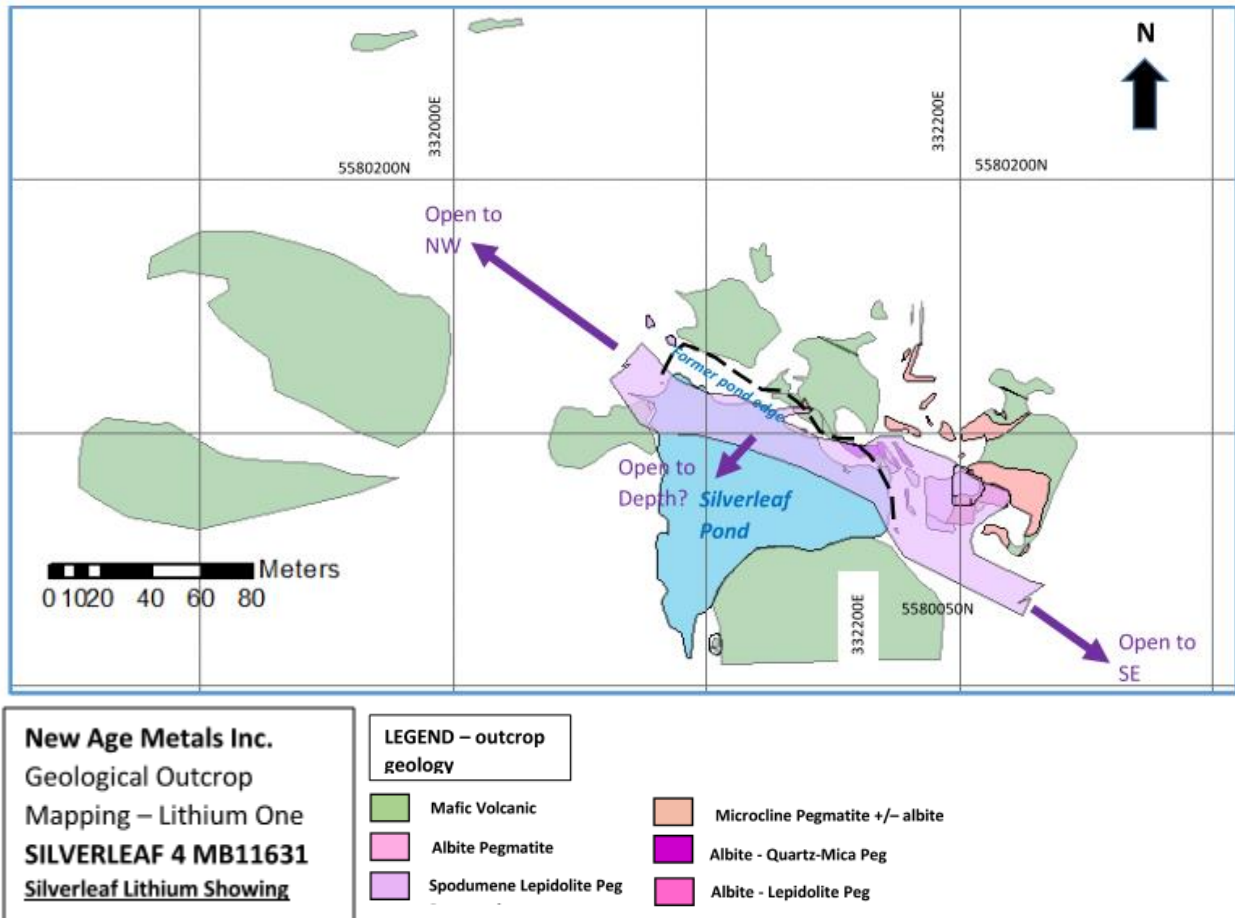 N
332000E
332200E
5580200N
5580200N
Open to
NW
Former pond edge
Open to
Depth?
Silverleaf
Pond
Meters
0 10 20 40 60 80
332200E
5580050N
Open to
SE
New Age Metals Inc.
Geological Outcrop
Mapping – Lithium One
SILVERLEAF 4 MB11631
Silverleaf Lithium Showing
LEGEND – outcrop
geology
Mafic Volcanic
Albite Pegmatite
Spodumene Lepidolite Peg
Microcline Pegmatite +/– albite
Albite - Quartz-Mica Peg
Albite - Lepidolite Peg